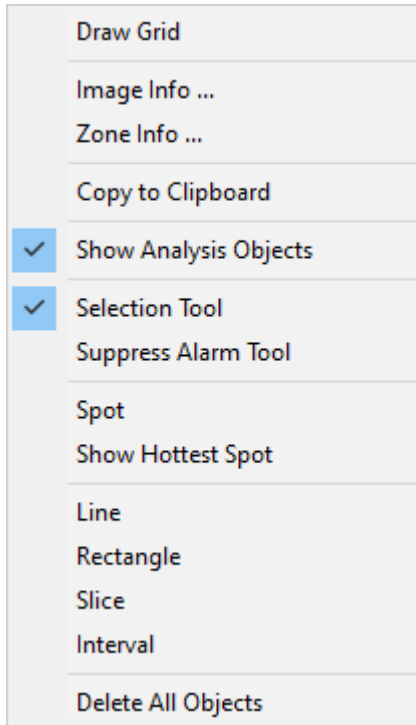 Draw Grid
Image Info ...
Zone Info ...
Copy to Clipboard
Show Analysis Objects
Selection Tool
Suppress Alarm Tool
Spot
Show Hottest Spot
Line
Rectangle
Slice
Interval
Delete All Objects